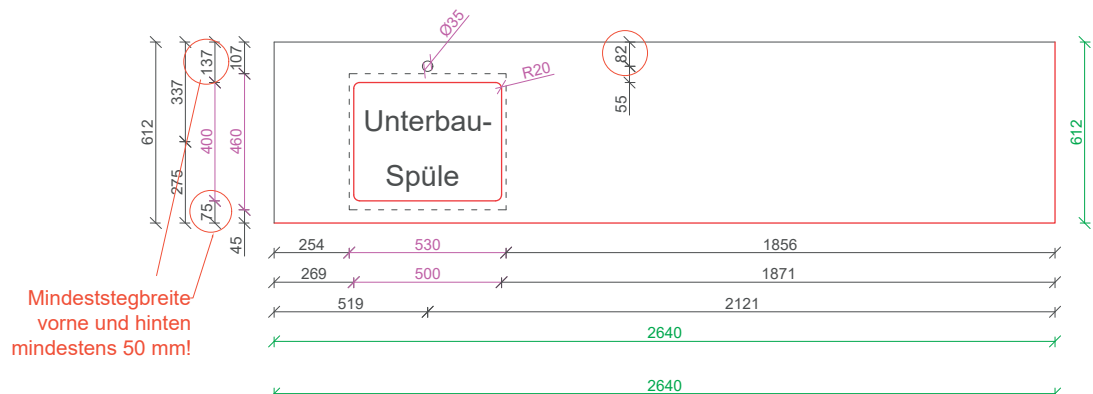 Ø35
R20
137
107
82
337
55
612
400
460
612
275
75
45
Unterbau-
Spüle
254 530 1856
269 500 1871
519 2121
2640
2640
Mindeststegbreite
vorne und hinten
mindestens 50 mm!